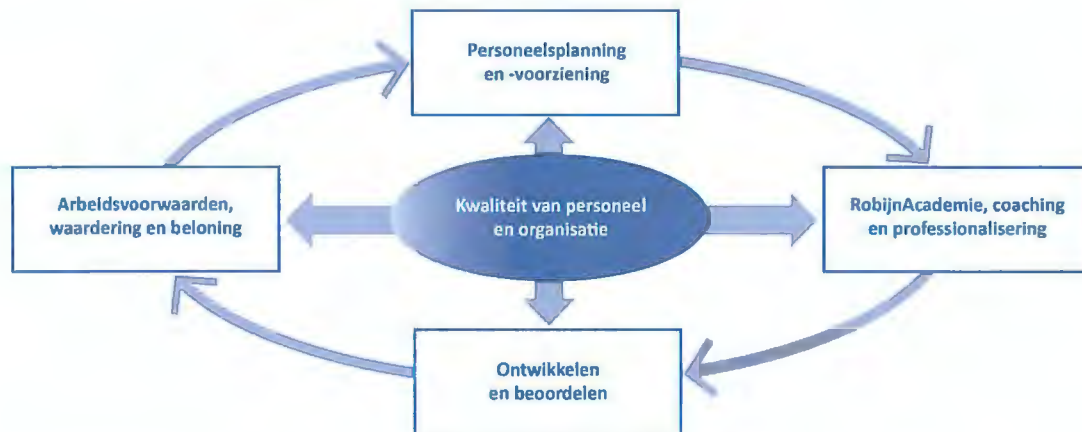 Personeelsplanning
en -voorziening
Arbeidsvoorwaarden,
waardering en beloning
Kwaliteit van personeel
en organisatie
RobijnAcademie, coaching
en professionalisering
Ontwikkelen
en beoordelen